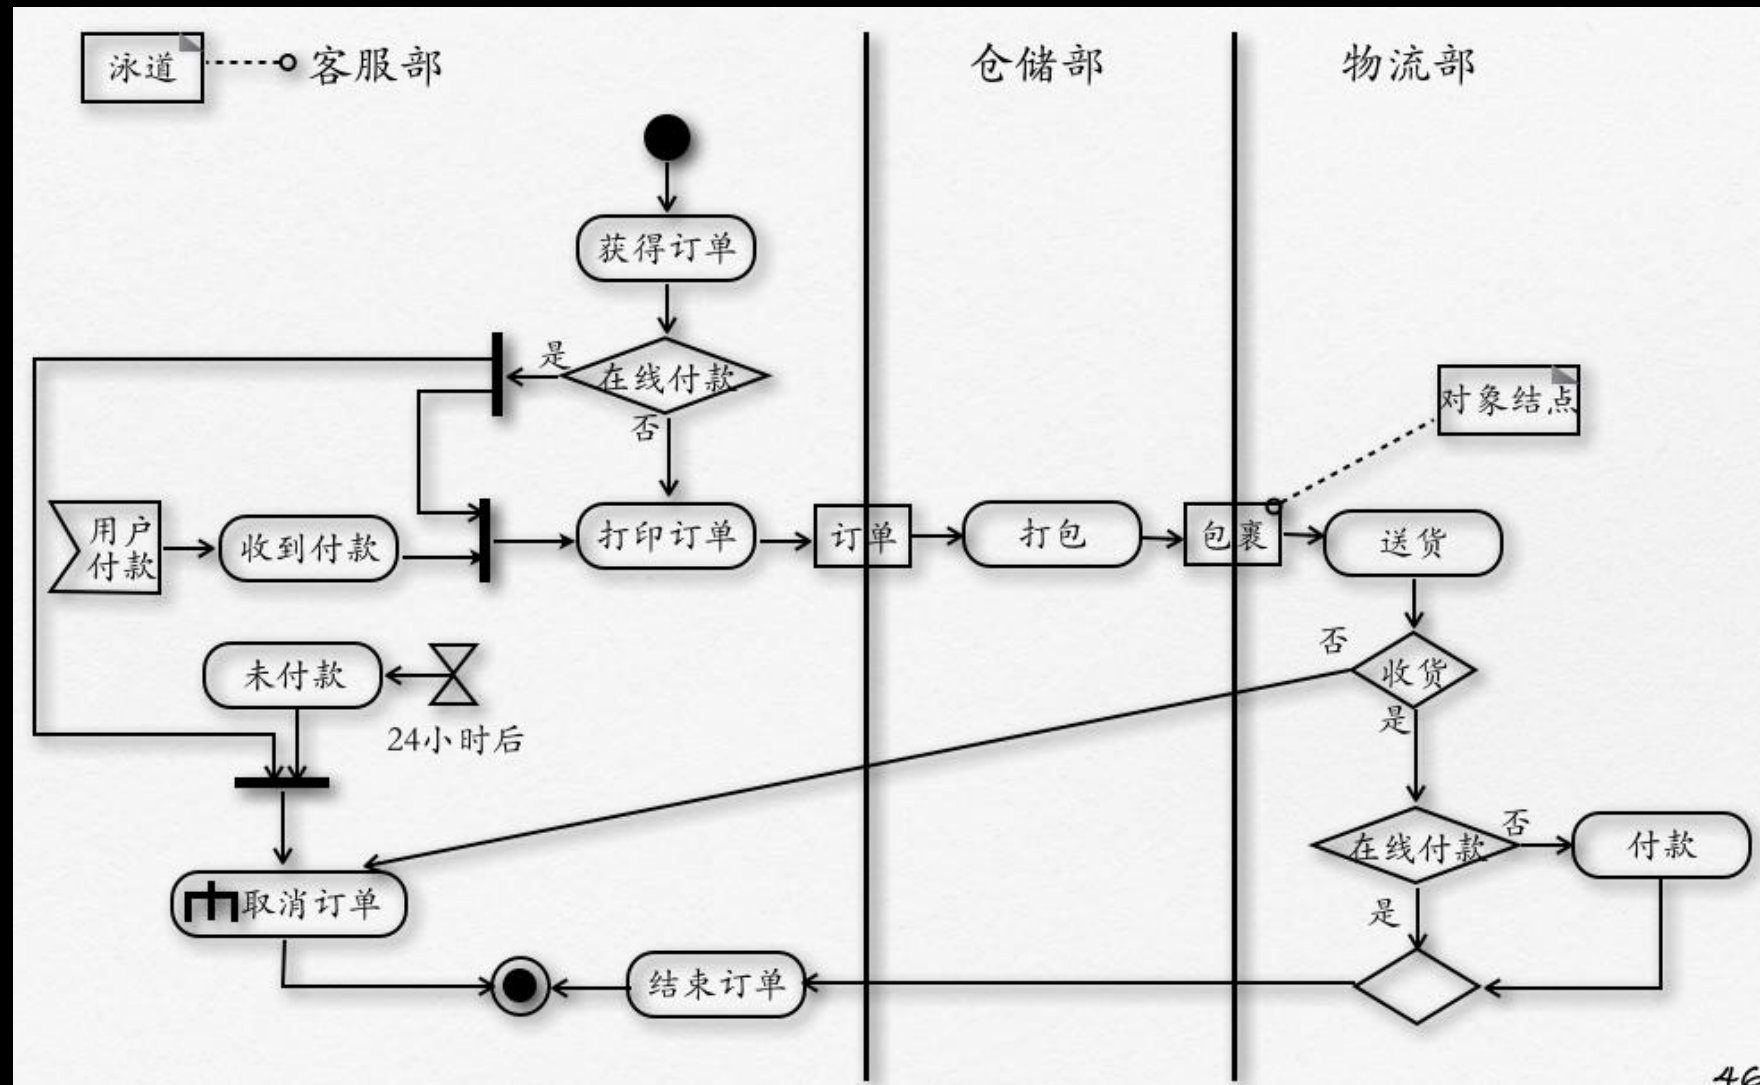 泳道
客服部
仓储部
物流部
获得订单
是
在线付款
否
对象结点
用户
付款
收到付款
打印订单
订单
打包
包裹
送货
未付款
24小时后
否
收货
是
在线付款
否
付款
是
取消订单
结束订单
46